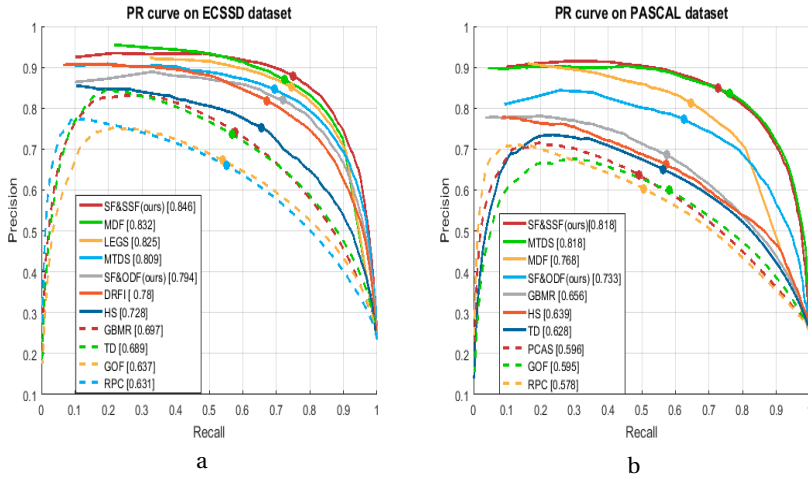 PR curve on ECSSD dataset
1
0.9
0.8
0.7
0.6
0.5
0.4
0.3
0.2
0.1
Precision
SF&SSF(ours) [0.846]
MDF [0.832]
LEGS [0.825]
MTDS [0.809]
SF&ODF(ours) [0.794]
DRFI [0.78]
HS [0.728]
GBMR [0.697]
TD [0.689]
GOF [0.637]
RPC [0.631]
0 0.1 0.2 0.3 0.4 0.5 0.6 0.7 0.8 0.9 1
Recall
a
PR curve on PASCAL dataset
1
0.9
0.8
0.7
0.6
0.5
0.4
0.3
0.2
0.1
Precision
SF&SSF(ours)[0.818]
MTDS [0.818]
MDF [0.768]
SF&ODF(ours) [0.733]
GBMR [0.656]
HS [0.639]
TD [0.628]
PCAS [0.596]
GOF [0.595]
RPC [0.578]
0 0.1 0.2 0.3 0.4 0.5 0.6 0.7 0.8 0.9 1
Recall
b